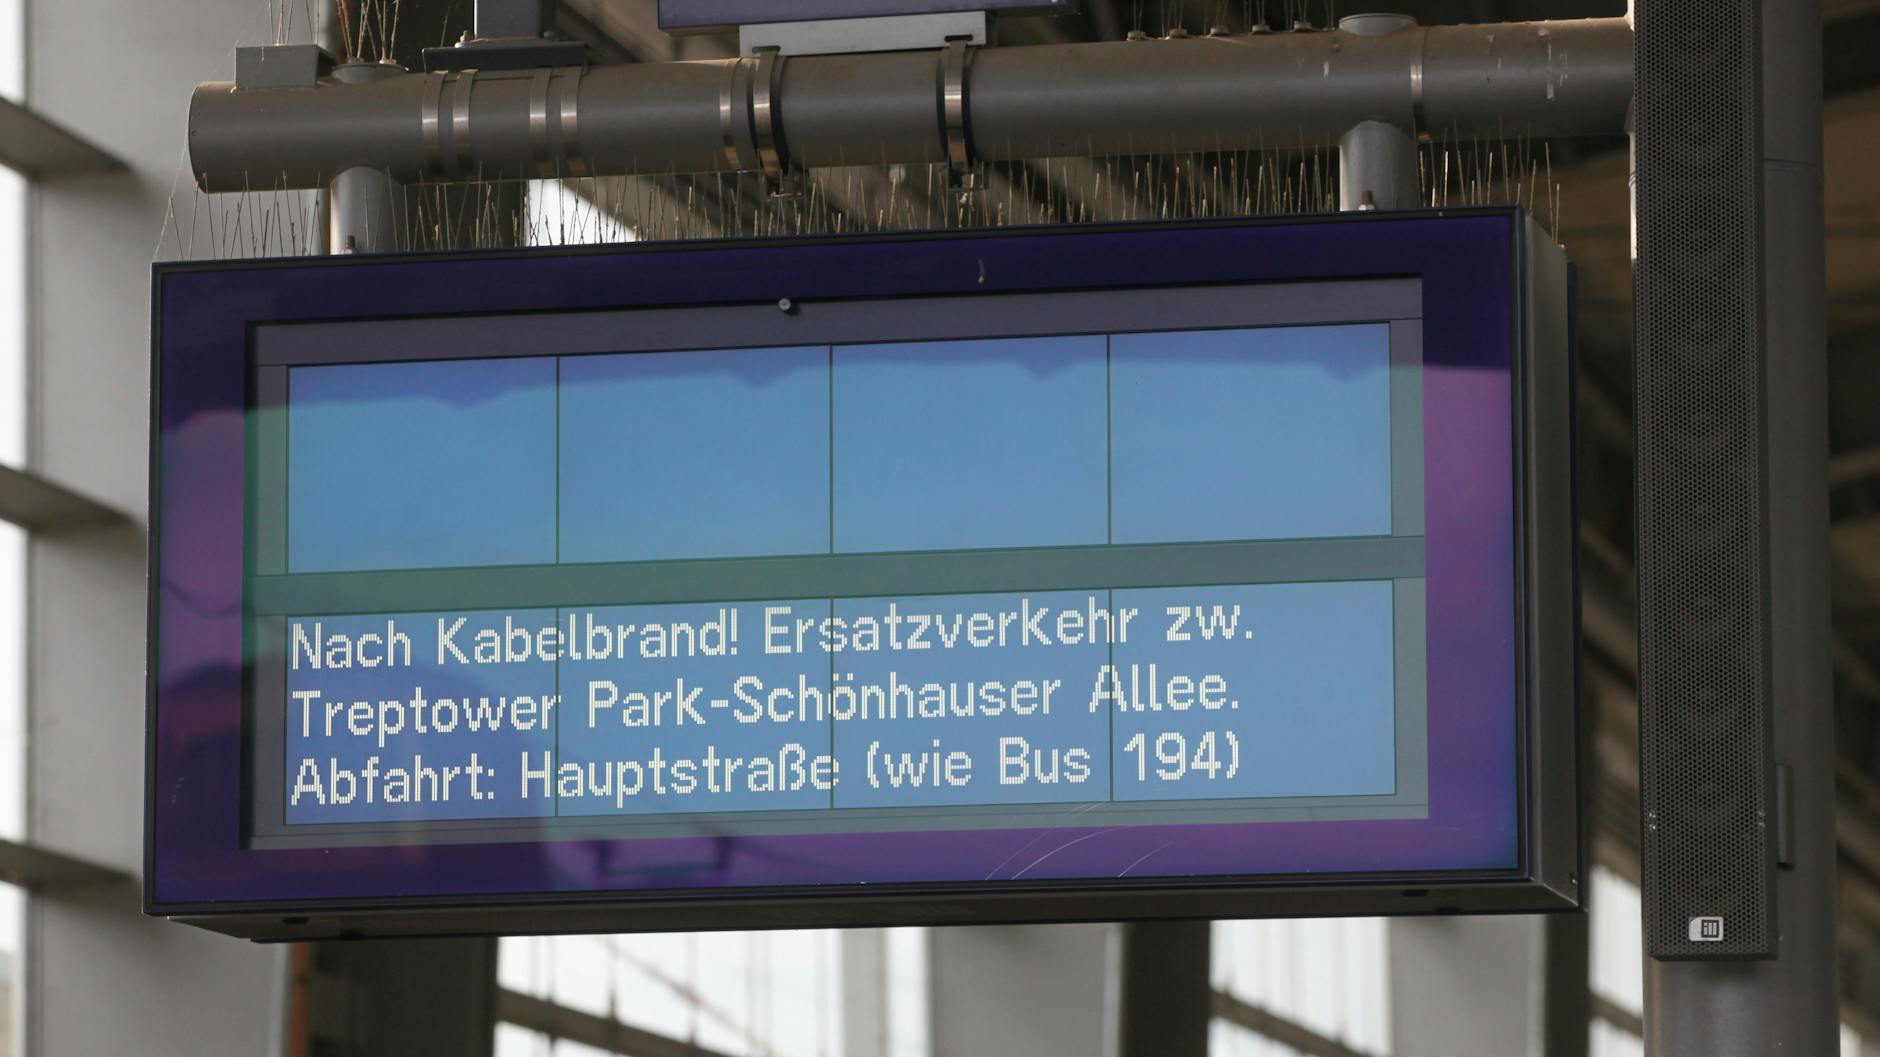 Nach Kabelbrand! Ersatzverkehr zw.
Treptower Park-Schönhauser Allee.
Abfahrt: Hauptstraße (wie Bus 194)